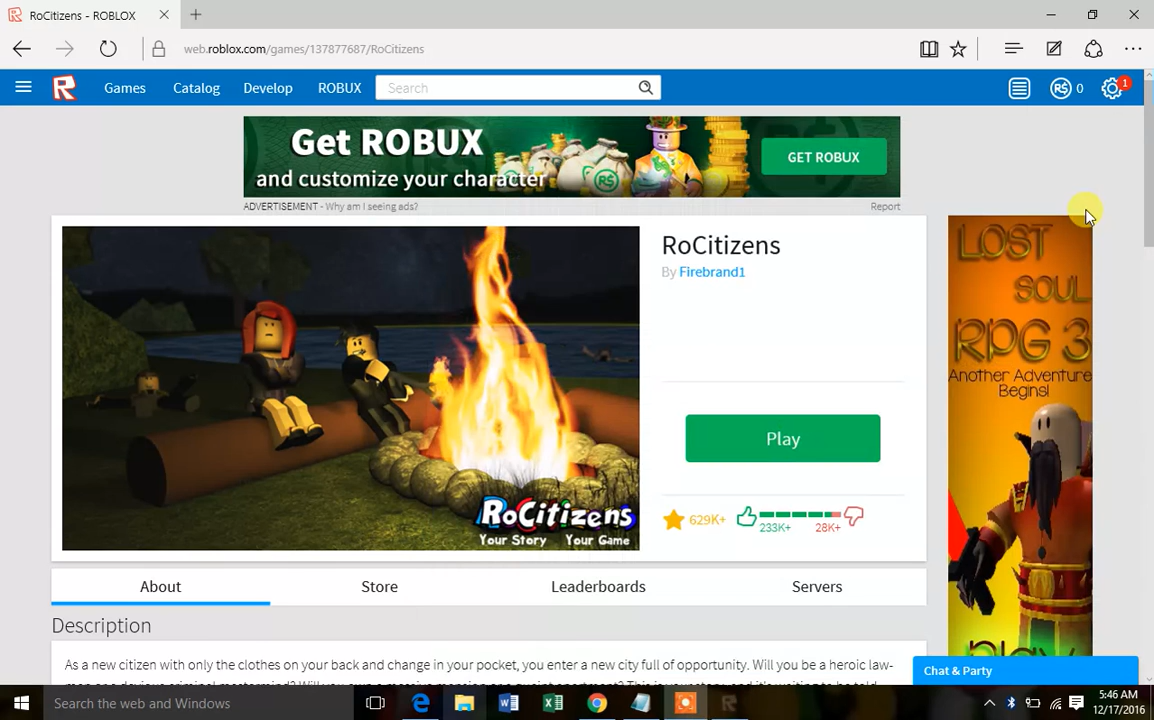 RoCitizens - ROBLOX
web.roblox.com/games/137877687/RoCitizens
Games
Catalog
Develop
ROBUX
Search
R$ 0
1
Get ROBUX
and customize your character
R$
GET ROBUX
ADVERTISEMENT - Why am I seeing ads?
Report
RoCitizens
Your Story Your Game
RoCitizens
By Firebrand1
Play
629K+
233K+
28K+
LOST
SOUL
RPG 3
Another Adventure
Begins!
play
About
Store
Leaderboards
Servers
Description
As a new citizen with only the clothes on your back and change in your pocket, you enter a new city full of opportunity. Will you be a heroic law-
Chat & Party
Search the web and Windows
5:46 AM
12/17/2016